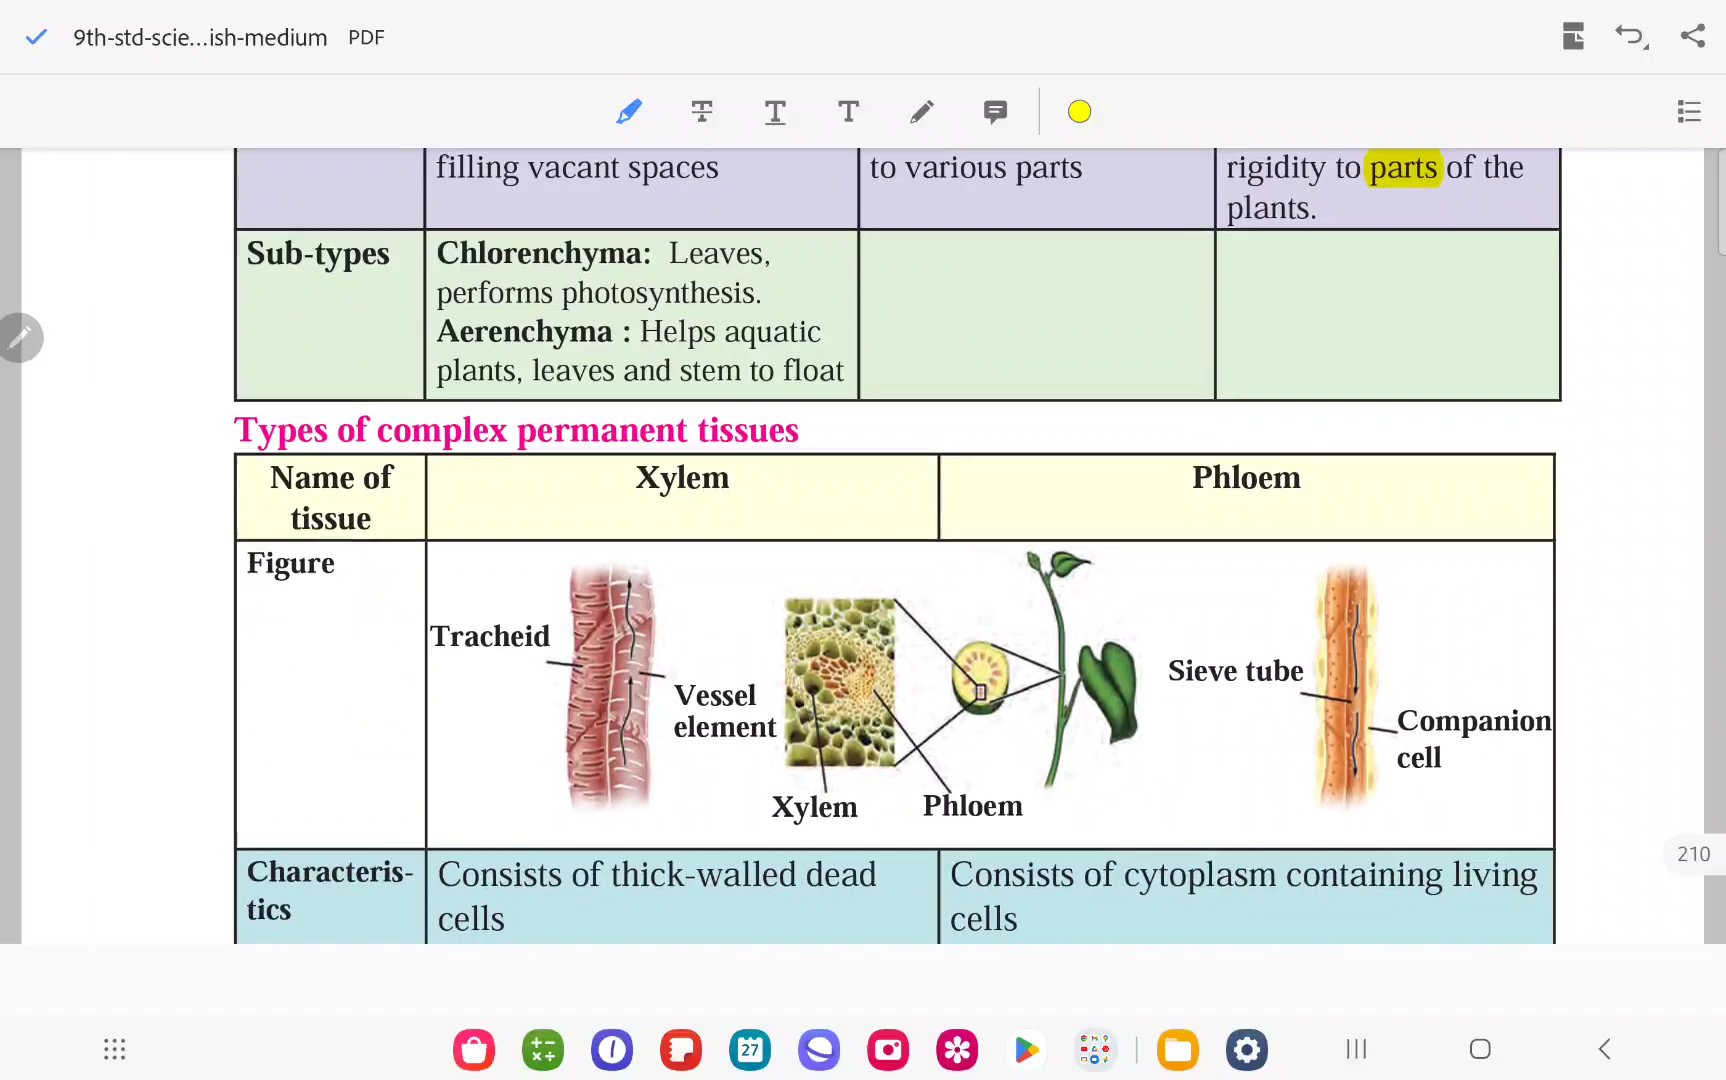 9th-std-scie...ish-medium PDF
filling vacant spaces
to various parts
rigidity to parts of the
plants.
Sub-types
Chlorenchyma: Leaves,
performs photosynthesis.
Aerenchyma : Helps aquatic
plants, leaves and stem to float
Types of complex permanent tissues
Name of
tissue
Xylem
Phloem
Figure
Tracheid
Vessel
element
Xylem
Phloem
Sieve tube
Companion
cell
210
Characteris-
tics
Consists of thick-walled dead
cells
Consists of cytoplasm containing living
cells
27